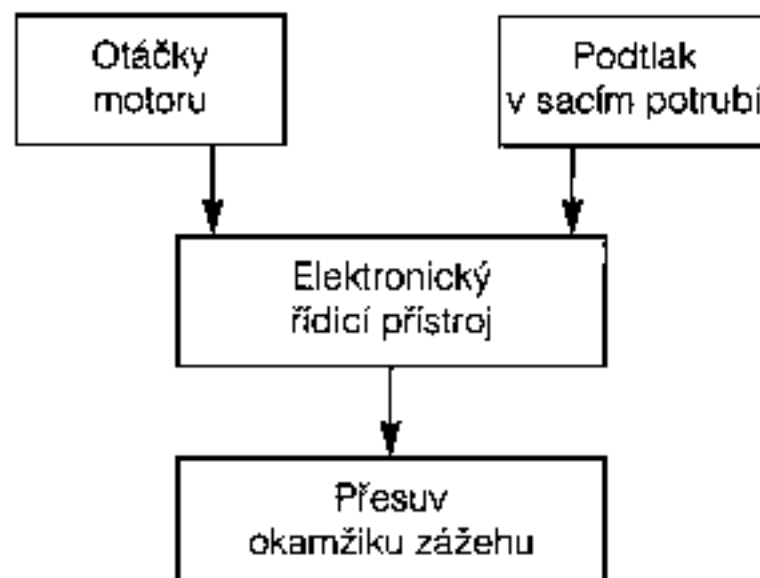 Otáčky
motoru
Podtlak
v sacím potrubí
Elektronický
řídicí přístroj
Přesuv
okamžiku zážehu